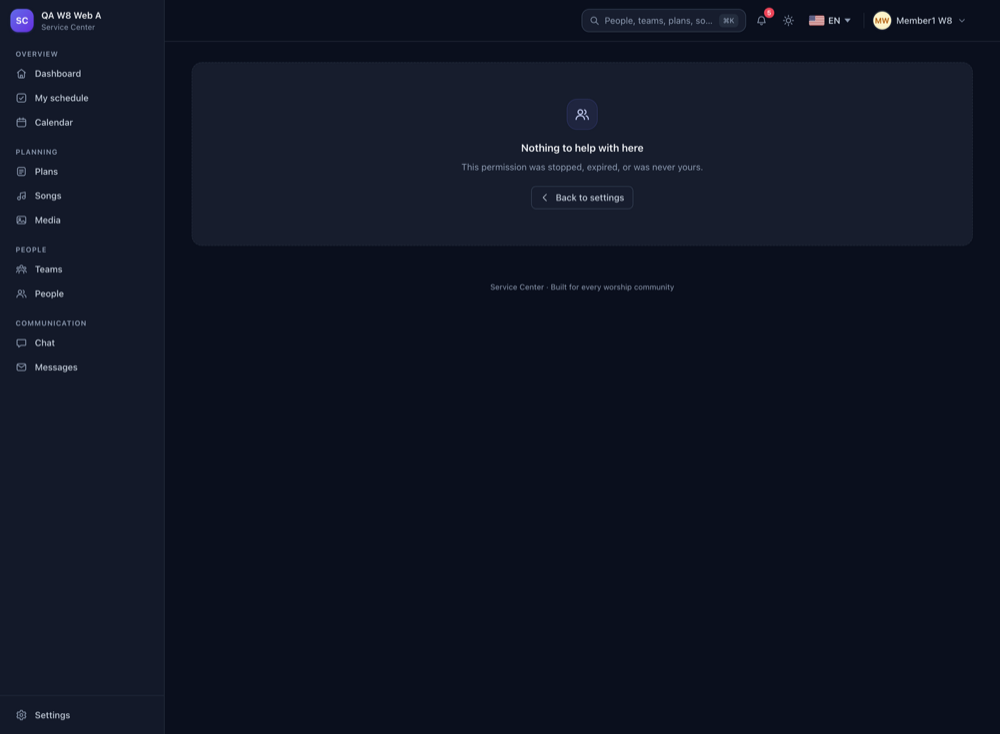 SC
QA W8 Web A
Service Center
People, teams, plans, so... ⌘K
5
EN
MW
Member1 W8
OVERVIEW
Dashboard
My schedule
Calendar
PLANNING
Plans
Songs
Media
PEOPLE
Teams
People
COMMUNICATION
Chat
Messages
Settings
Nothing to help with here
This permission was stopped, expired, or was never yours.
Back to settings
Service Center · Built for every worship community